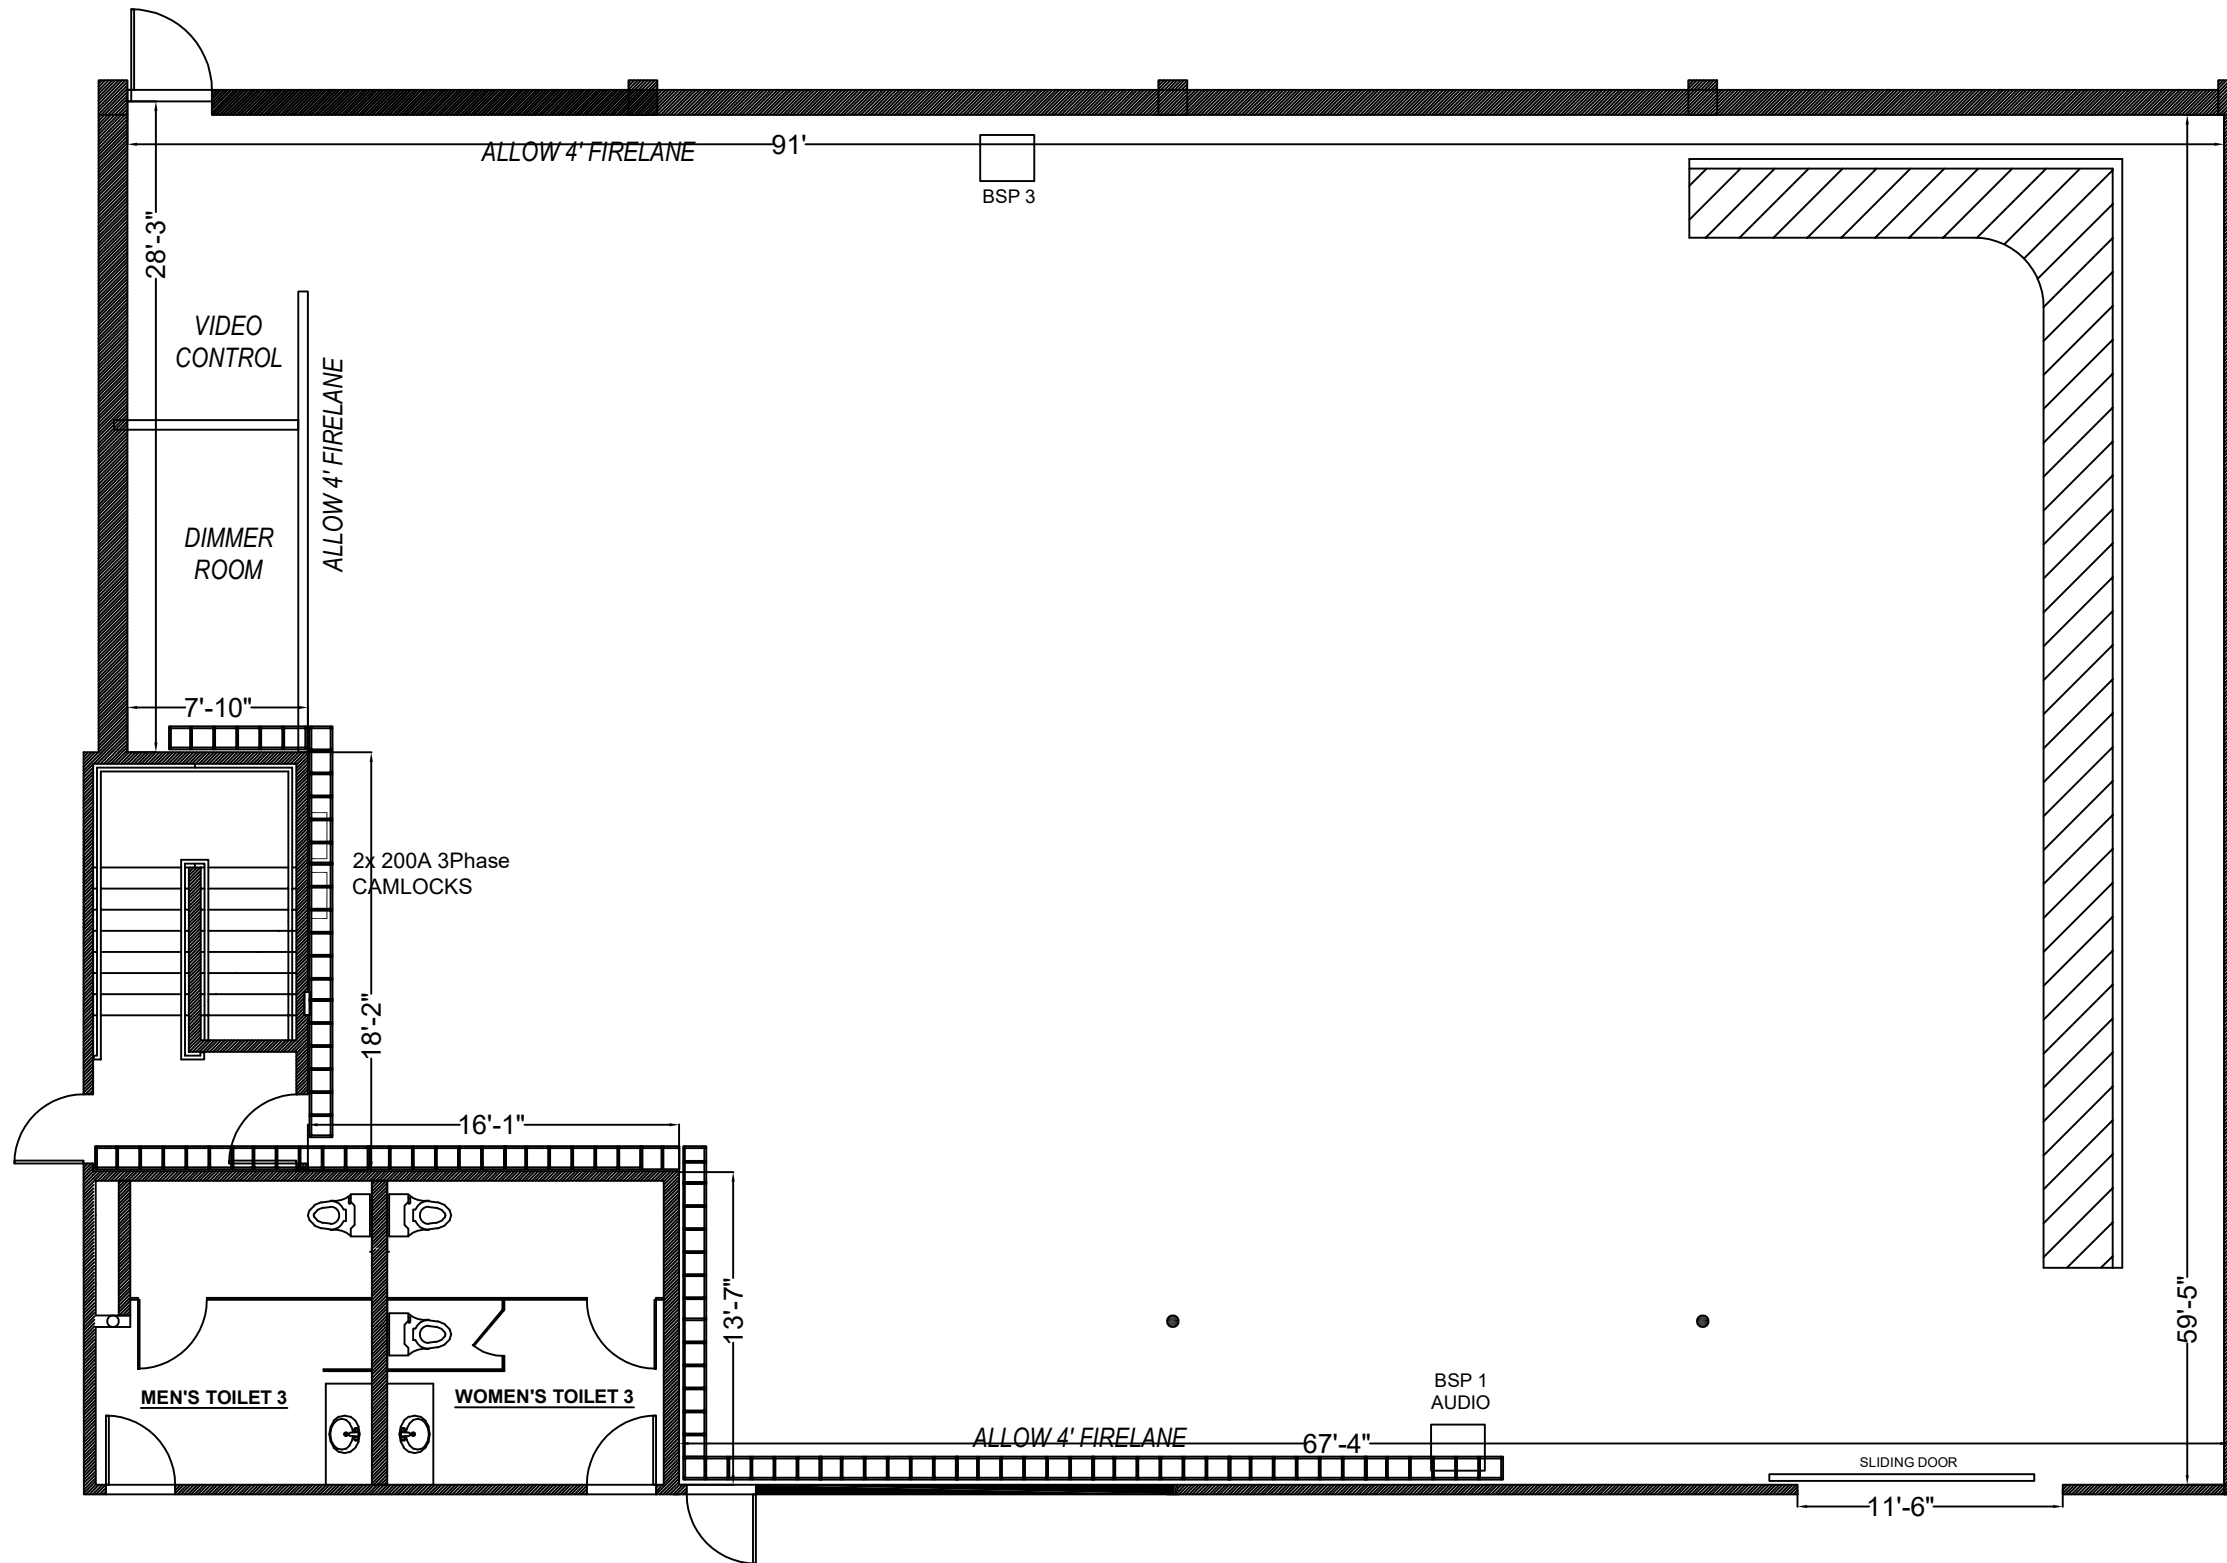 ALLOW 4' FIRELANE
91'
BSP 3
28'-3"
VIDEO
CONTROL
ALLOW 4' FIRELANE
DIMMER
ROOM
7'-10"
2x 200A 3Phase
CAMLOCKS
18'-2"
16'-1"
13'-7"
59'-5"
MEN'S TOILET 3
WOMEN'S TOILET 3
BSP 1
AUDIO
ALLOW 4' FIRELANE
67'-4"
SLIDING DOOR
11'-6"